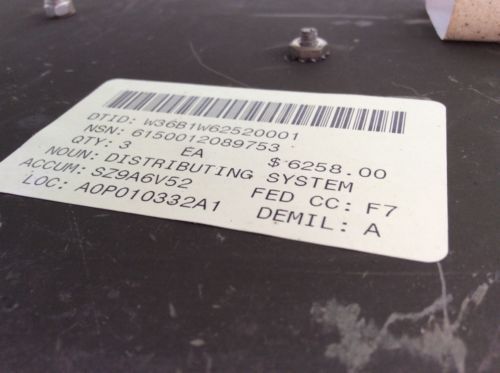 DTID: W36B1W62520001
NSN: 6150012089753
QTY: 3 EA $ 6258.00
NOUN: DISTRIBUTING SYSTEM
ACCUM: SZ9A6V52 FED CC: F7
LOC: A0P010332A1 DEMIL: A